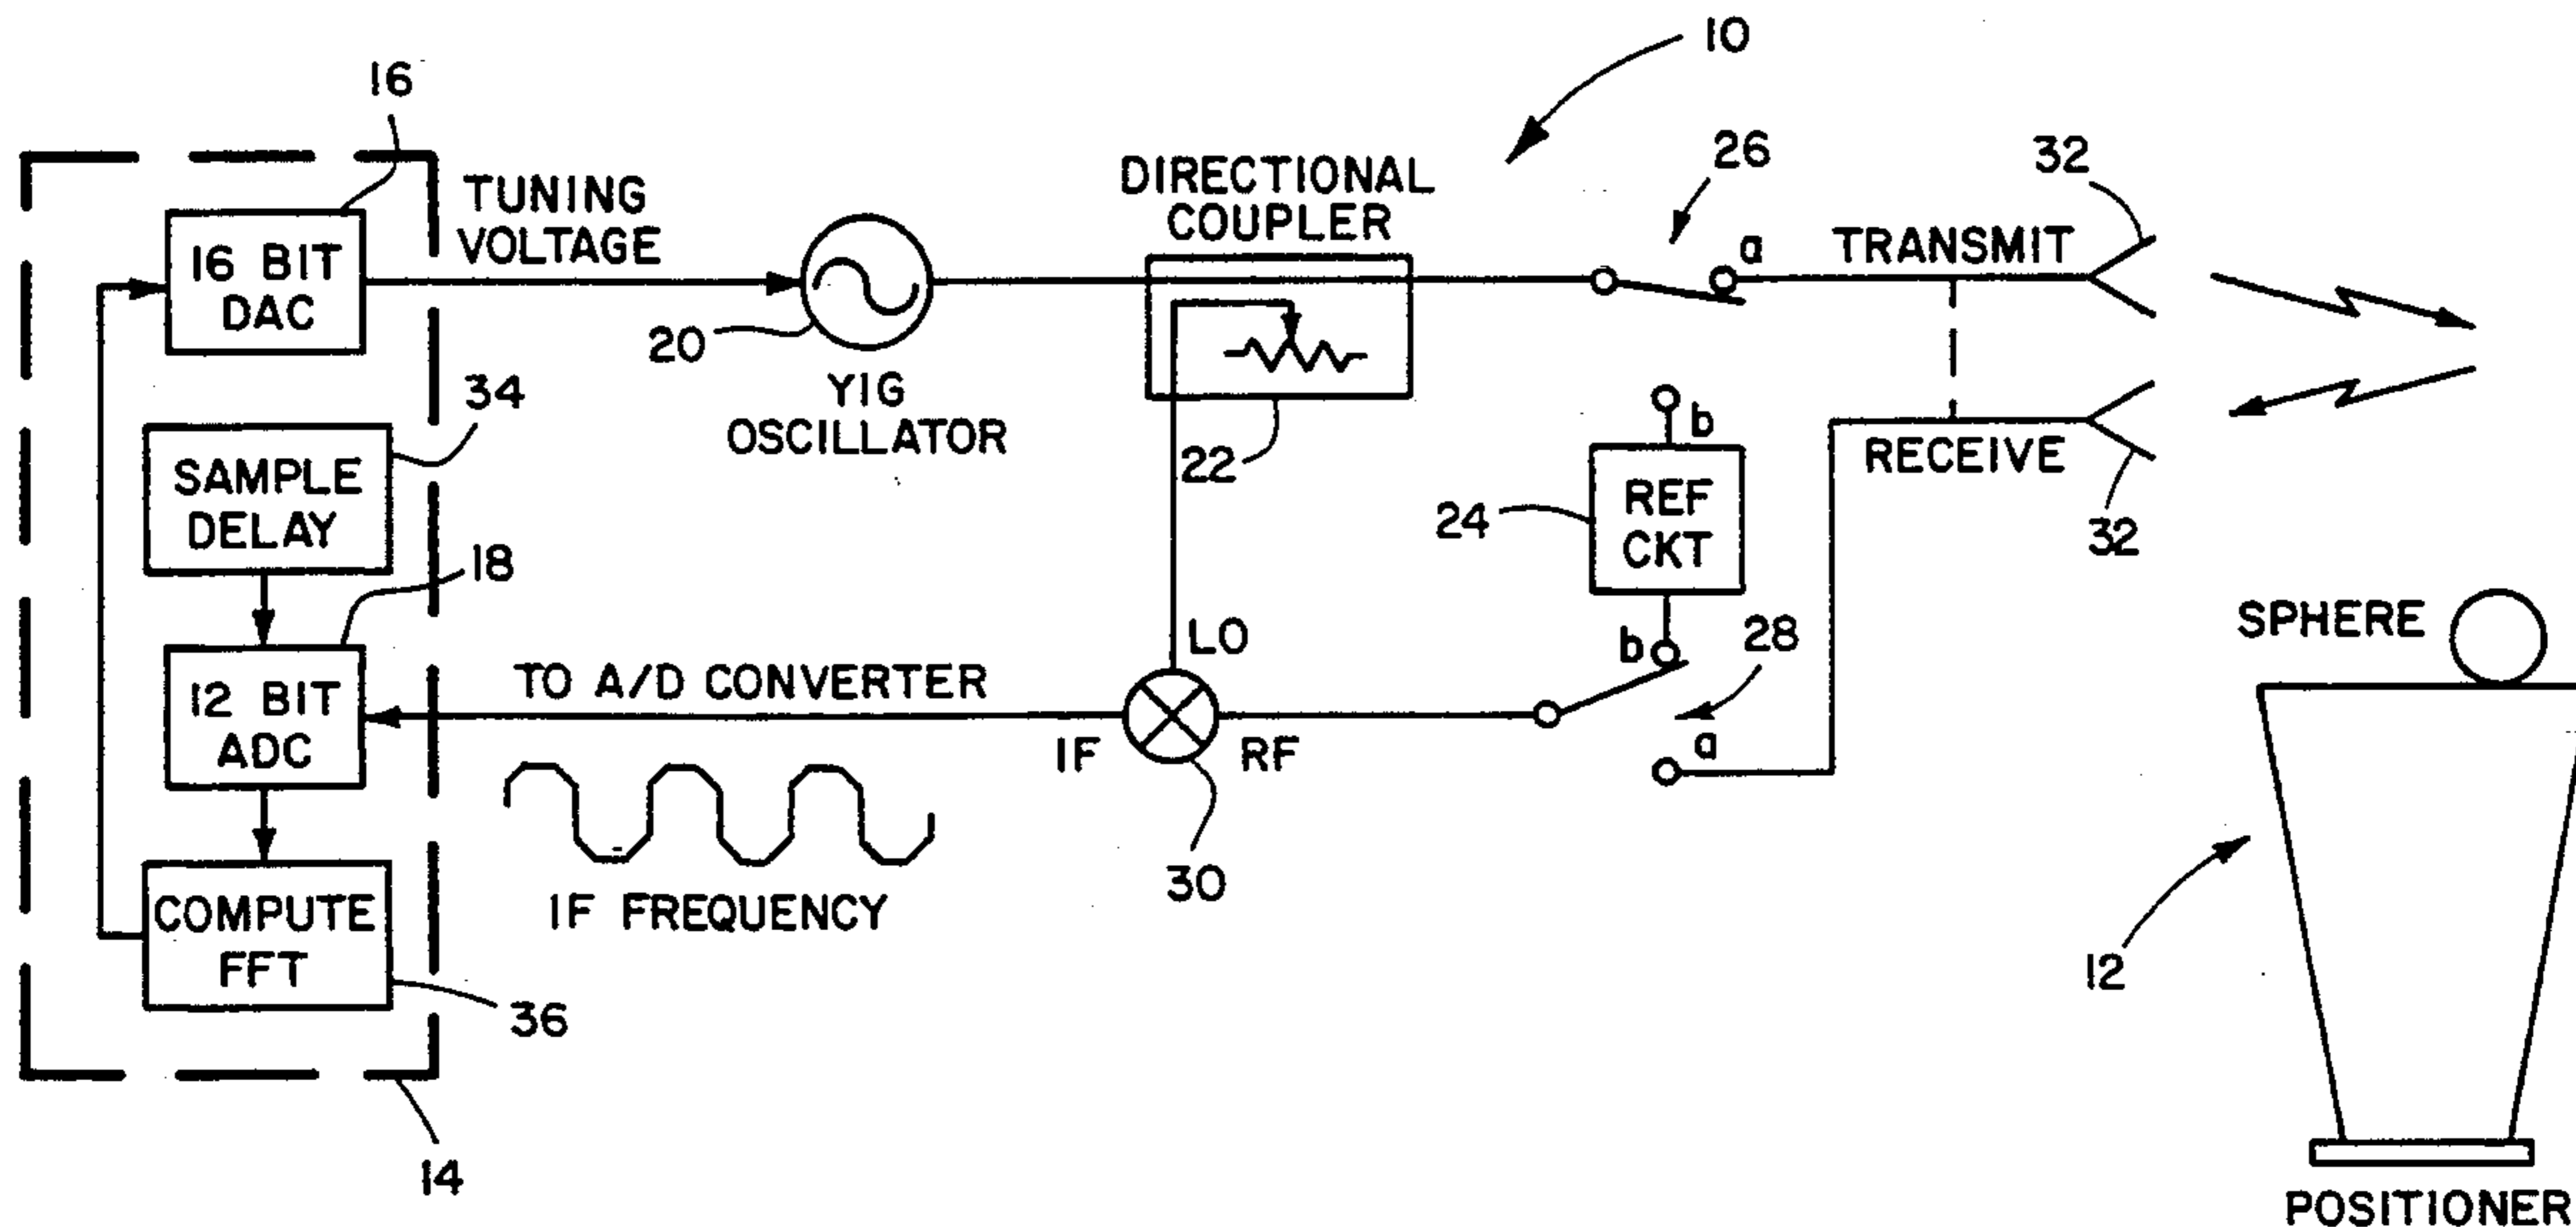 10
16
26
32
DIRECTIONAL
COUPLER
TUNING
VOLTAGE
a
TRANSMIT
16 BIT
DAC
20
YIG
OSCILLATOR
34
b
22
RECEIVE
SAMPLE
DELAY
24
REF
CKT
32
18
LO
b
28
SPHERE
TO A/D CONVERTER
12 BIT
ADC
IF
RF
a
30
IF FREQUENCY
COMPUTE
FFT
36
12
14
POSITIONER